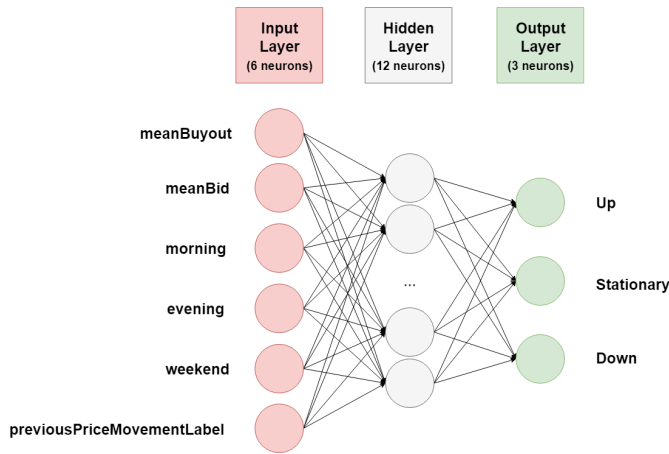 Input
Layer
(6 neurons)
Hidden
Layer
(12 neurons)
Output
Layer
(3 neurons)
meanBuyout
meanBid
morning
evening
weekend
previousPriceMovementLabel
...
Up
Stationary
Down